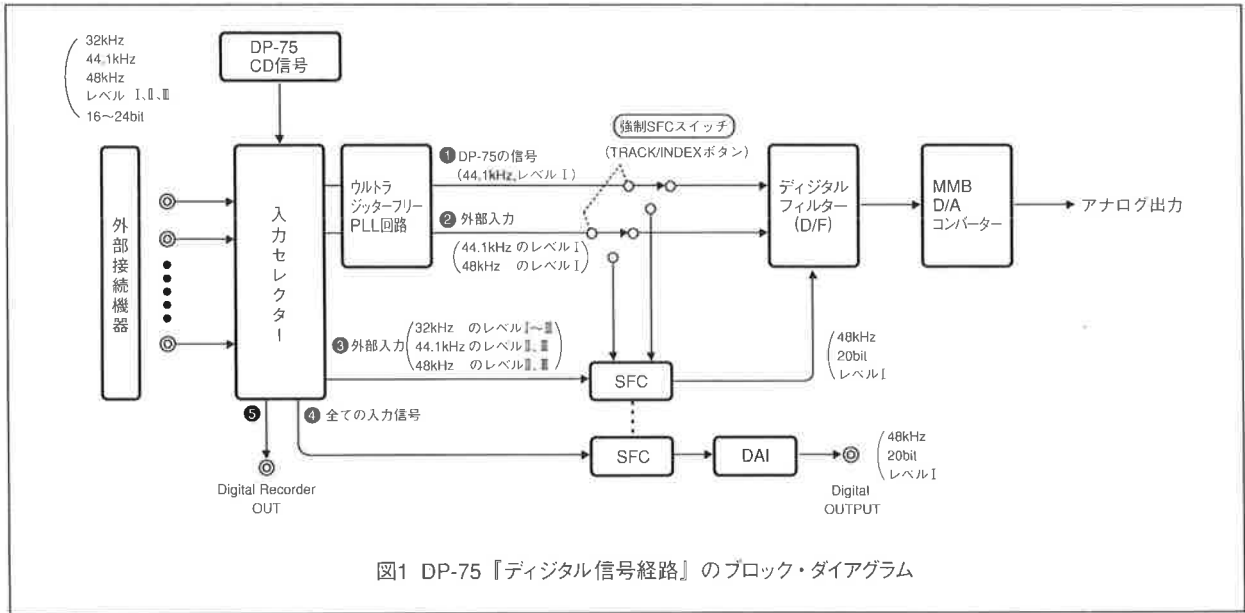 32kHz
44.1kHz
48kHz
レベル Ⅰ、Ⅱ、Ⅲ
16〜24bit
DP-75
CD信号
外部接続機器
入力セレクター
ウルトラ
ジッターフリー
PLL回路
❶ DP-75の信号
(44.1kHz,レベルⅠ)
❷ 外部入力
44.1kHz のレベルⅠ
48kHz のレベルⅠ
強制SFCスイッチ
(TRACK/INDEXボタン)
ディジタル
フィルター
(D/F)
MMB
D/A
コンバーター
アナログ出力
❸ 外部入力
32kHz のレベルⅠ〜Ⅲ
44.1kHz のレベルⅡ、Ⅲ
48kHz のレベルⅡ、Ⅲ
SFC
48kHz
20bit
レベルⅠ
❺
❹ 全ての入力信号
SFC
DAI
48kHz
20bit
レベルⅠ
Digital Recorder
OUT
Digital
OUTPUT
図1 DP-75『ディジタル信号経路』のブロック・ダイアグラム